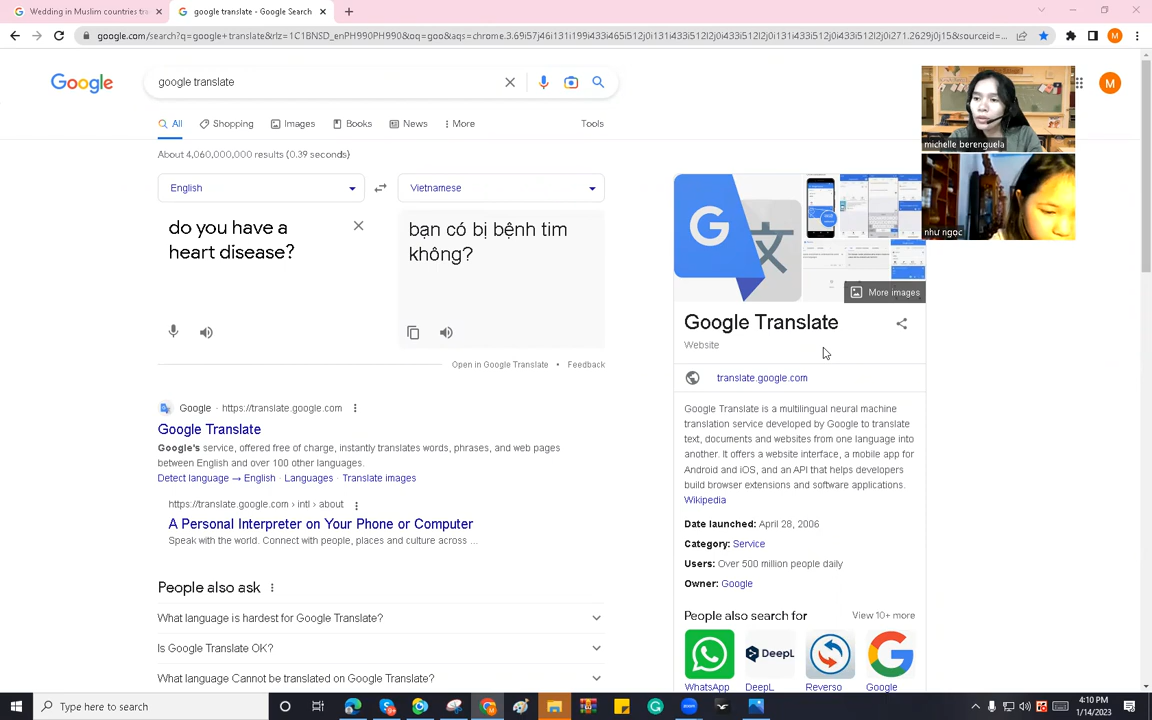 Wedding in Muslim countries tra
google translate - Google Search
google.com/search?q=google+translate&rlz=1C1BNSD_enPH990PH990&oq=goo&aqs=chrome.3.69i57j46i131i199i433i465i512j0i131i433i512l2j0i131i433i512j0i131i433i512l2j0i271.2629j0j15&sourceid=...
M
Google
google translate
M
All
Shopping
Images
Books
News
More
Tools
About 4,060,000,000 results (0.39 seconds)
michelle berenguela
như ngọc
English
Vietnamese
do you have a
heart disease?
bạn có bị bệnh tim
không?
More images
Google Translate
Website
Open in Google Translate • Feedback
translate.google.com
Google Translate is a multilingual neural machine
translation service developed by Google to translate
text, documents and websites from one language into
another. It offers a website interface, a mobile app for
Android and iOS, and an API that helps developers
build browser extensions and software applications.
Wikipedia
Date launched: April 28, 2006
Category: Service
Users: Over 500 million people daily
Owner: Google
People also search for
View 10+ more
DeepL
WhatsApp
DeepL
Reverso
Google
Google · https://translate.google.com
Google Translate
Google's service, offered free of charge, instantly translates words, phrases, and web pages
between English and over 100 other languages.
Detect language → English · Languages · Translate images
https://translate.google.com › intl › about
A Personal Interpreter on Your Phone or Computer
Speak with the world. Connect with people, places and culture across ...
People also ask
What language is hardest for Google Translate?
Is Google Translate OK?
What language Cannot be translated on Google Translate?
Type here to search
4:10 PM
1/14/2023